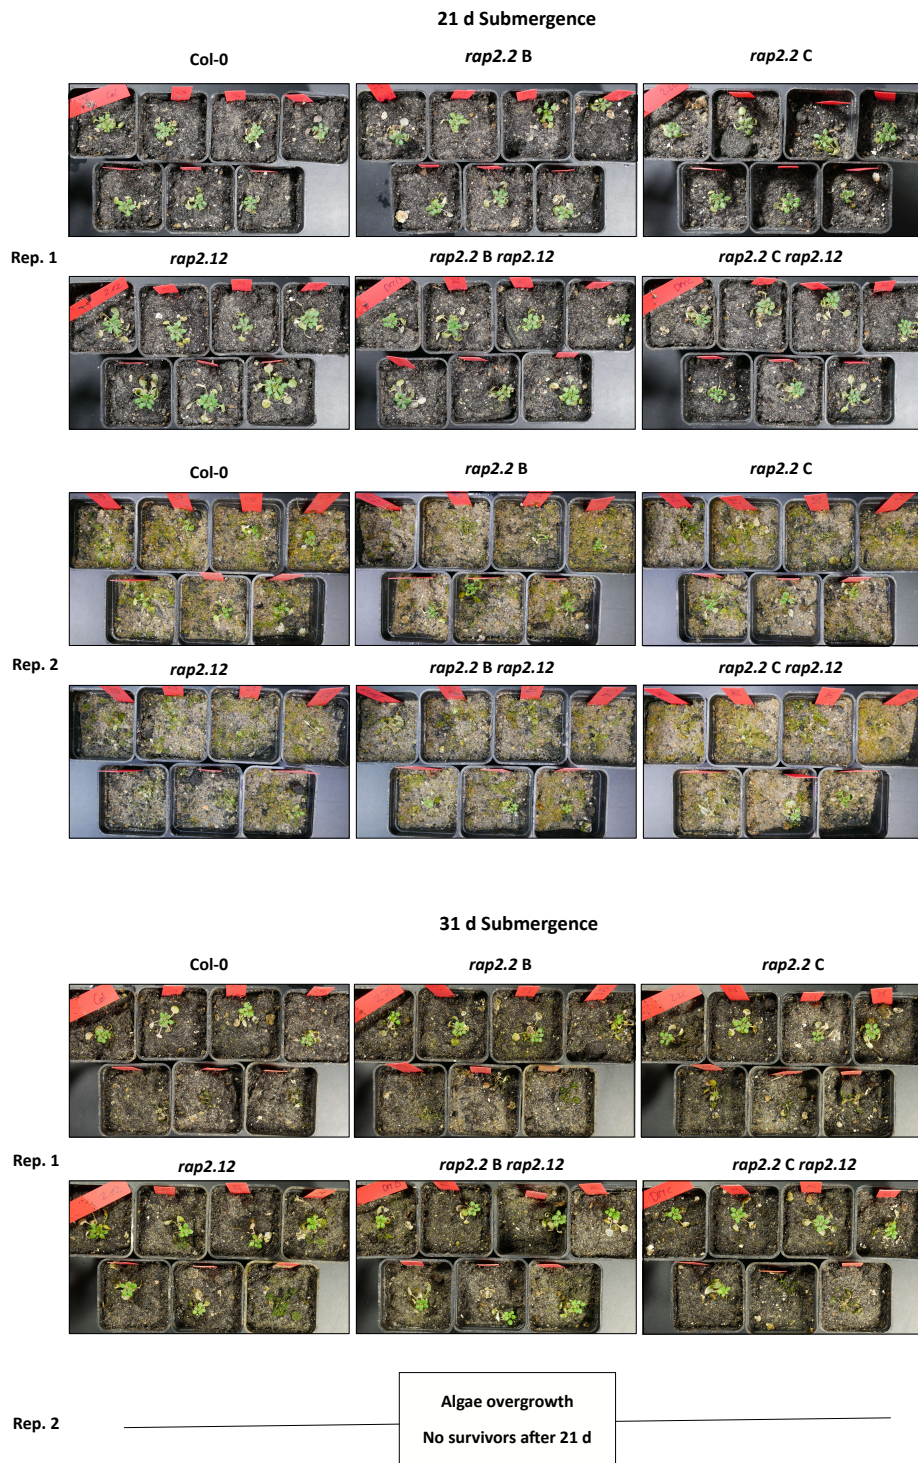 21 d Submergence
Col-0
rap2.2 B
rap2.2 C
Rep. 1
rap2.12
rap2.2 B rap2.12
rap2.2 C rap2.12
Col-0
rap2.2 B
rap2.2 C
Rep. 2
rap2.12
rap2.2 B rap2.12
rap2.2 C rap2.12
31 d Submergence
Col-0
rap2.2 B
rap2.2 C
Rep. 1
rap2.12
rap2.2 B rap2.12
rap2.2 C rap2.12
Rep. 2
Algae overgrowth
No survivors after 21 d